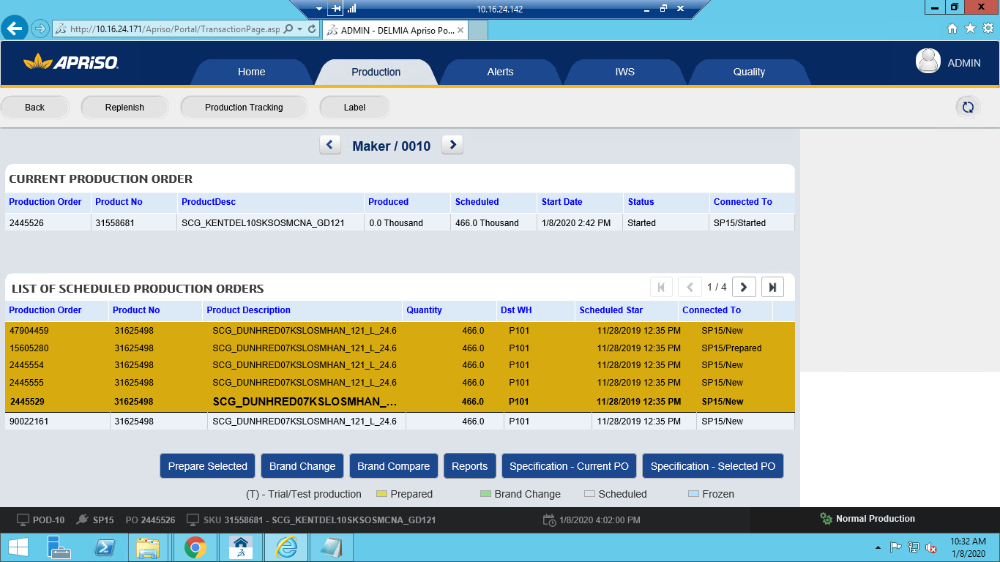 10.16.24.142
http://10.16.24.171/Apriso/Portal/TransactionPage.asp
ADMIN - DELMIA Apriso Po...
APRISO
Home
Production
Alerts
IWS
Quality
ADMIN
Back
Replenish
Production Tracking
Label
Maker / 0010
CURRENT PRODUCTION ORDER
Production Order Product No ProductDesc Produced Scheduled Start Date Status Connected To
2445526 31558681 SCG_KENTDEL10SKSOSMCNA_GD121 0.0 Thousand 466.0 Thousand 1/8/2020 2:42 PM Started SP15/Started
LIST OF SCHEDULED PRODUCTION ORDERS
1 / 4
Production Order Product No Product Description Quantity Dst WH Scheduled Star Connected To
47904459 31625498 SCG_DUNHRED07KSLOSMHAN_121_L_24.6 466.0 P101 11/28/2019 12:35 PM SP15/New
15605280 31625498 SCG_DUNHRED07KSLOSMHAN_121_L_24.6 466.0 P101 11/28/2019 12:35 PM SP15/Prepared
2445554 31625498 SCG_DUNHRED07KSLOSMHAN_121_L_24.6 466.0 P101 11/28/2019 12:35 PM SP15/New
2445555 31625498 SCG_DUNHRED07KSLOSMHAN_121_L_24.6 466.0 P101 11/28/2019 12:35 PM SP15/New
2445529 31625498 SCG_DUNHRED07KSLOSMHAN_... 466.0 P101 11/28/2019 12:35 PM SP15/New
90022161 31625498 SCG_DUNHRED07KSLOSMHAN_121_L_24.6 466.0 P101 11/28/2019 12:35 PM SP15/New
Prepare Selected
Brand Change
Brand Compare
Reports
Specification - Current PO
Specification - Selected PO
(T) - Trial/Test production Prepared Brand Change Scheduled Frozen
POD-10 SP15 PO 2445526 SKU 31558681 - SCG_KENTDEL10SKSOSMCNA_GD121 1/8/2020 4:02:00 PM Normal Production
10:32 AM
1/8/2020